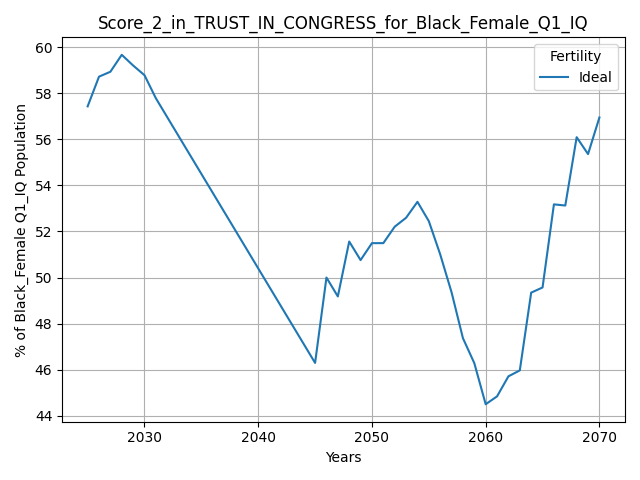 Score_2_in_TRUST_IN_CONGRESS_for_Black_Female_Q1_IQ
Fertility
Ideal
% of Black_Female Q1_IQ Population
60
58
56
54
52
50
48
46
44
2030
2040
2050
2060
2070
Years